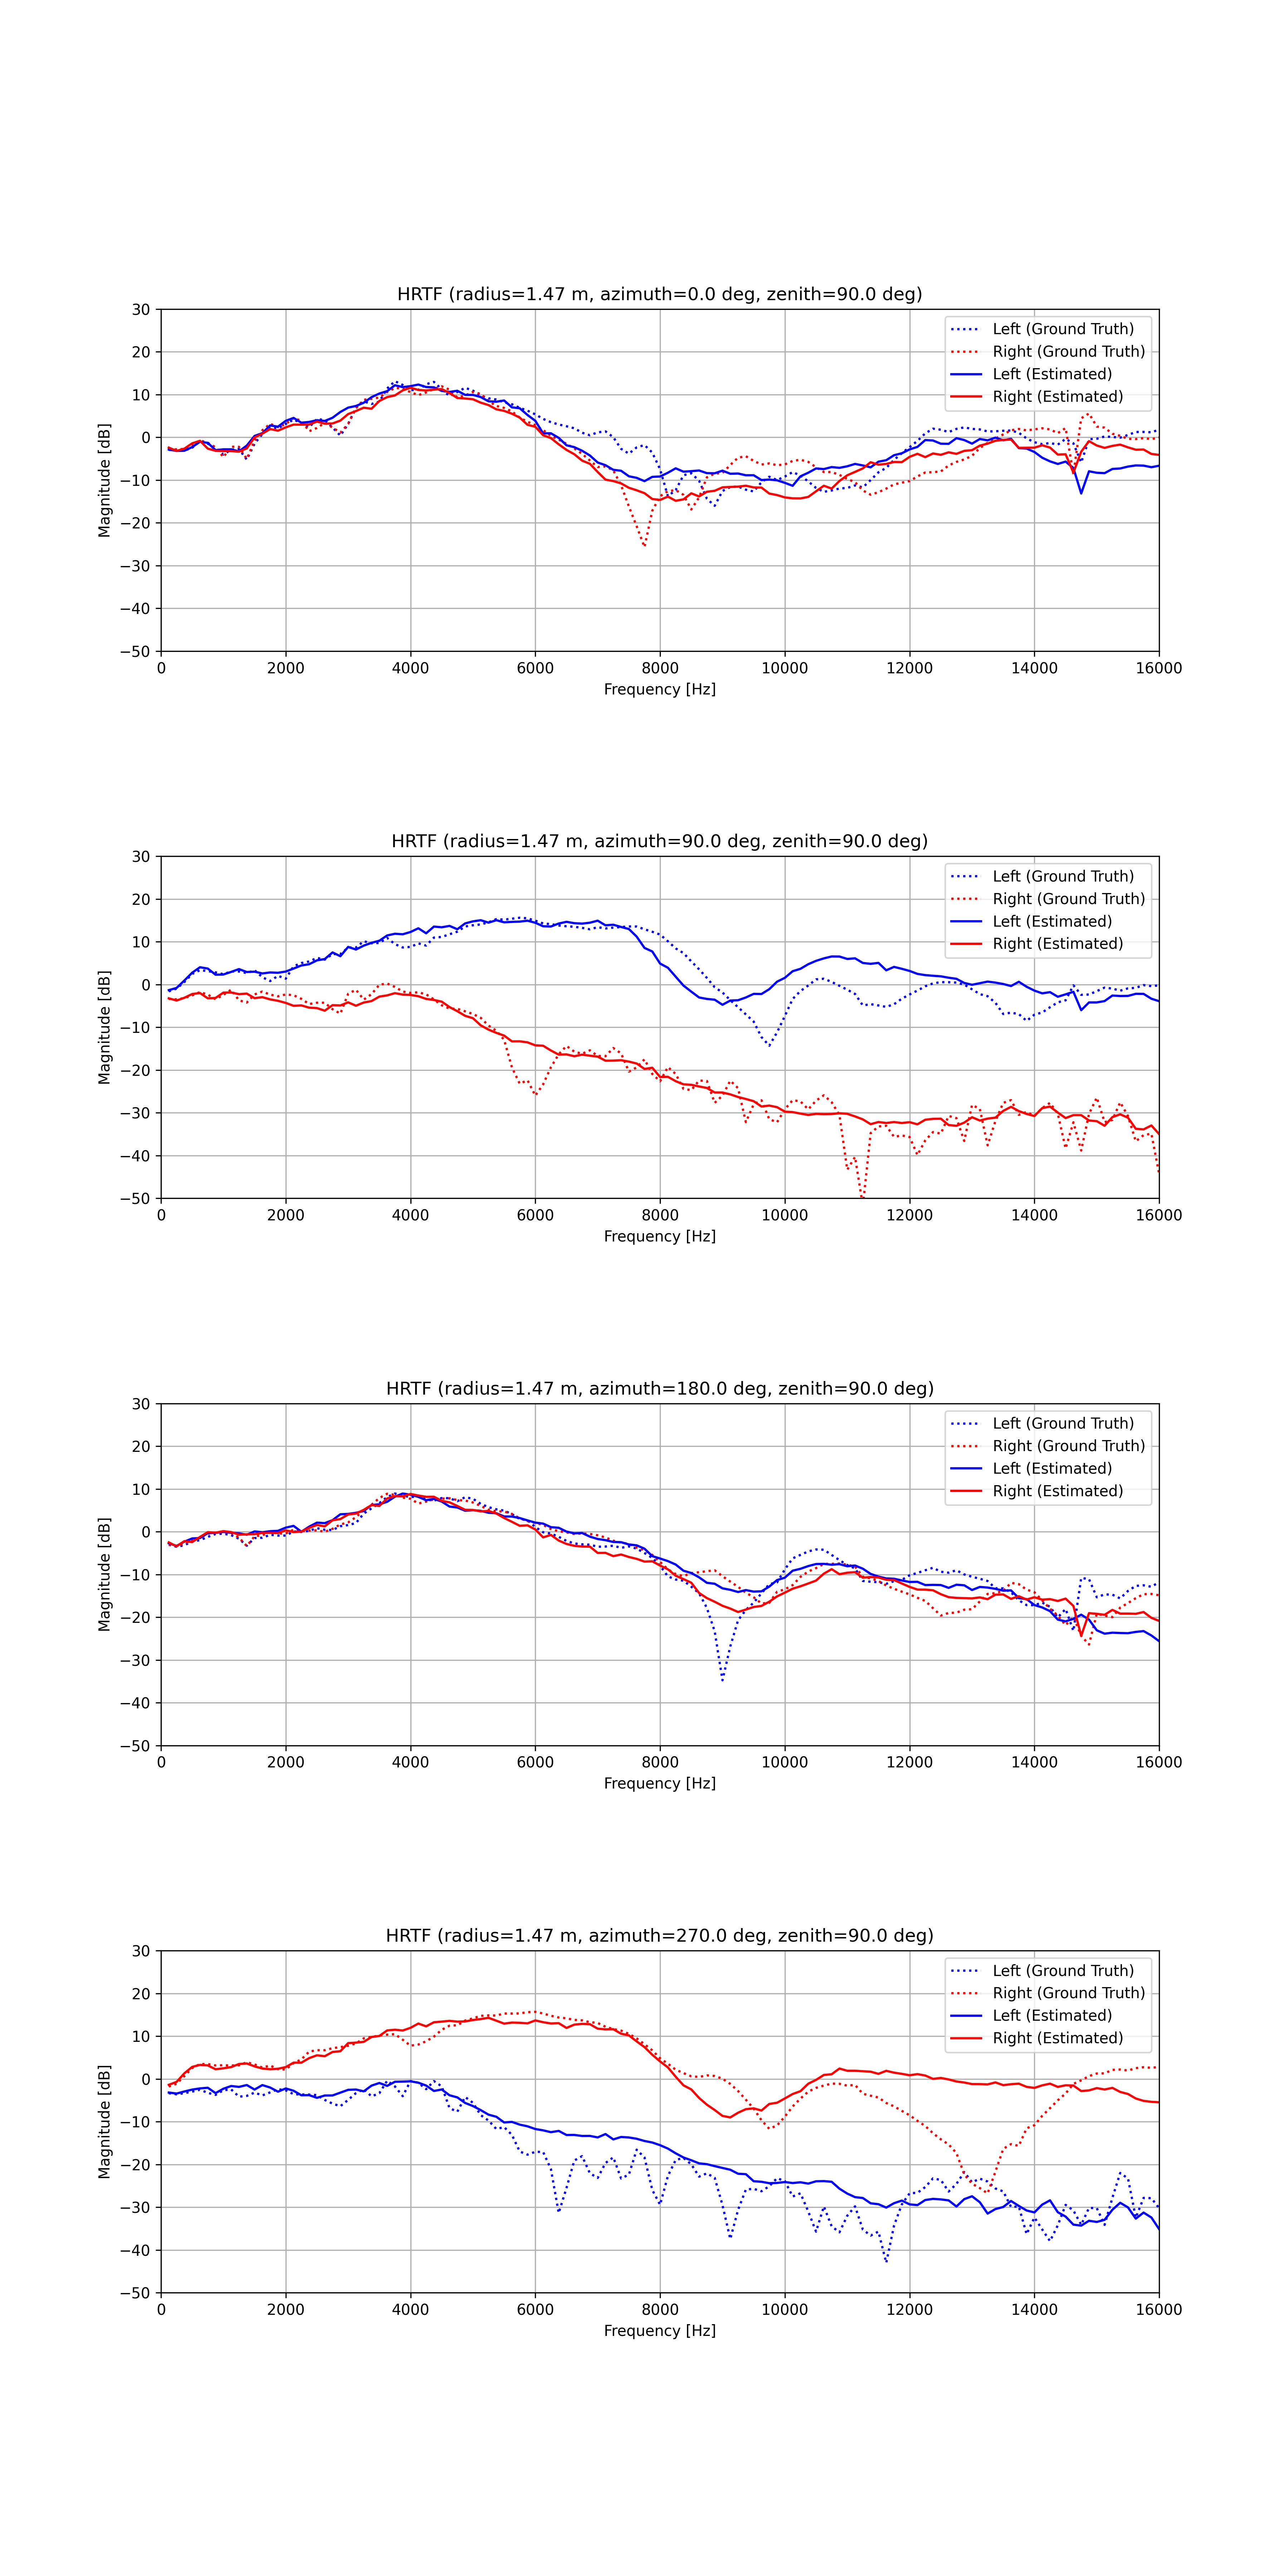 HRTF (radius=1.47 m, azimuth=0.0 deg, zenith=90.0 deg)
30
20
10
0
−10
−20
−30
−40
−50
Magnitude [dB]
Left (Ground Truth)
Right (Ground Truth)
Left (Estimated)
Right (Estimated)
0 2000 4000 6000 8000 10000 12000 14000 16000
Frequency [Hz]
HRTF (radius=1.47 m, azimuth=90.0 deg, zenith=90.0 deg)
30
20
10
0
−10
−20
−30
−40
−50
Magnitude [dB]
Left (Ground Truth)
Right (Ground Truth)
Left (Estimated)
Right (Estimated)
0 2000 4000 6000 8000 10000 12000 14000 16000
Frequency [Hz]
HRTF (radius=1.47 m, azimuth=180.0 deg, zenith=90.0 deg)
30
20
10
0
−10
−20
−30
−40
−50
Magnitude [dB]
Left (Ground Truth)
Right (Ground Truth)
Left (Estimated)
Right (Estimated)
0 2000 4000 6000 8000 10000 12000 14000 16000
Frequency [Hz]
HRTF (radius=1.47 m, azimuth=270.0 deg, zenith=90.0 deg)
30
20
10
0
−10
−20
−30
−40
−50
Magnitude [dB]
Left (Ground Truth)
Right (Ground Truth)
Left (Estimated)
Right (Estimated)
0 2000 4000 6000 8000 10000 12000 14000 16000
Frequency [Hz]